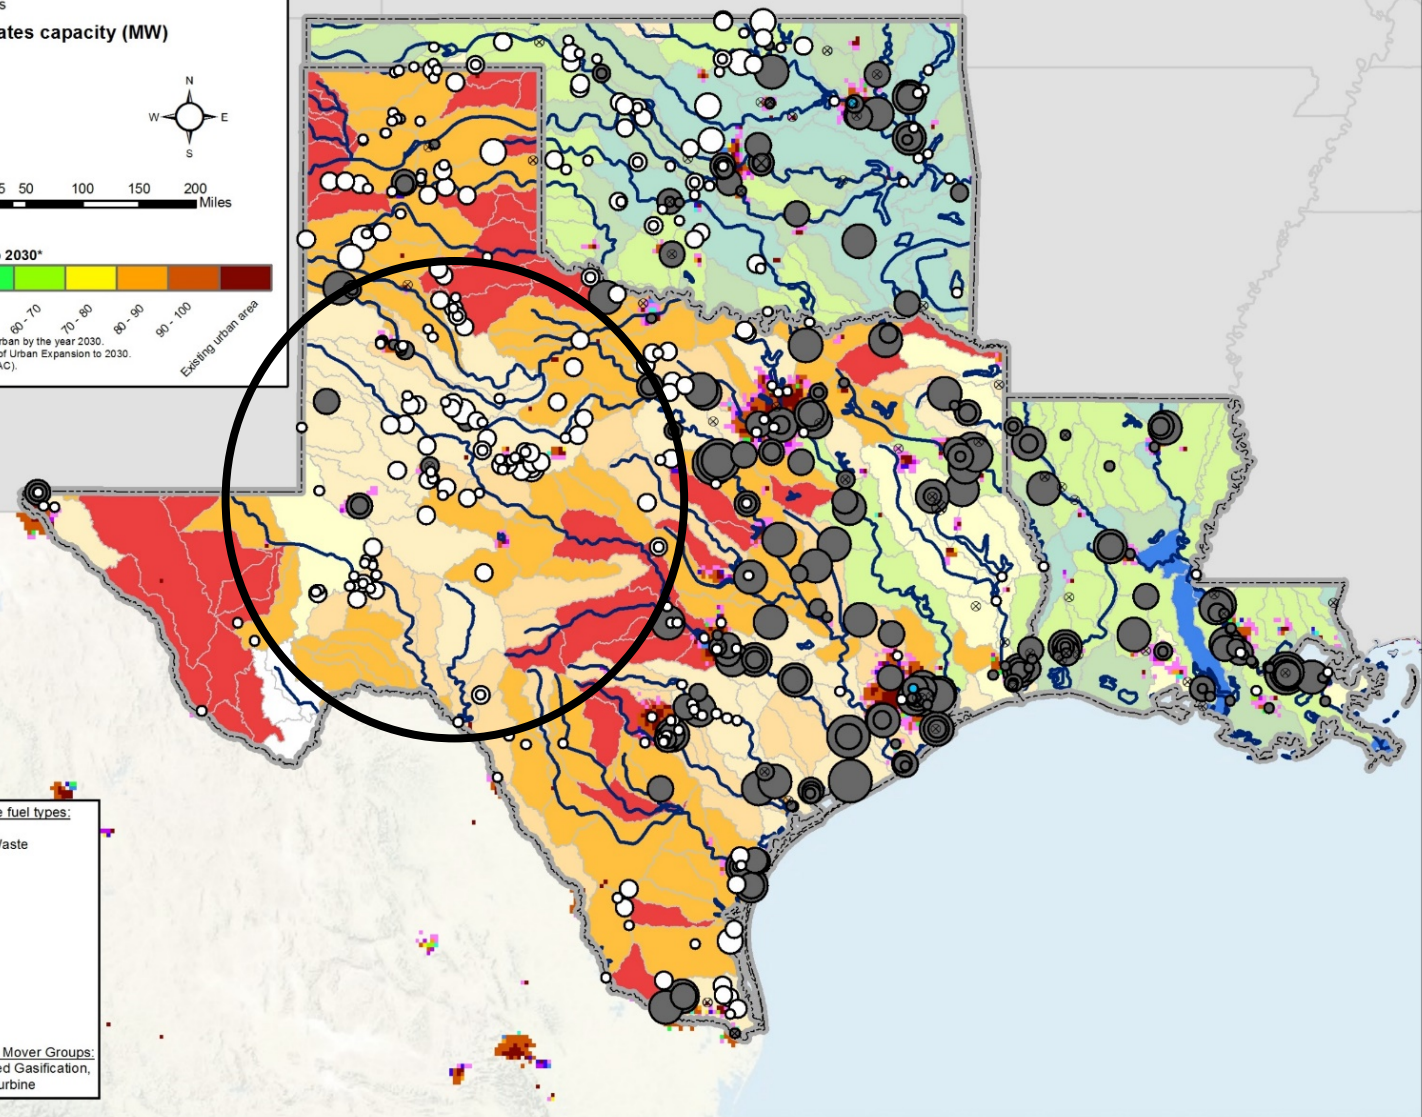 s
ates capacity (MW)
N
W E
S
5 50 100 150 200
Miles
2030*
60 - 70
70 - 80
80 - 90
90 - 100
Existing urban area
rban by the year 2030.
of Urban Expansion to 2030.
AC).
e fuel types:
Waste
Mover Groups:
ed Gasification,
urbine